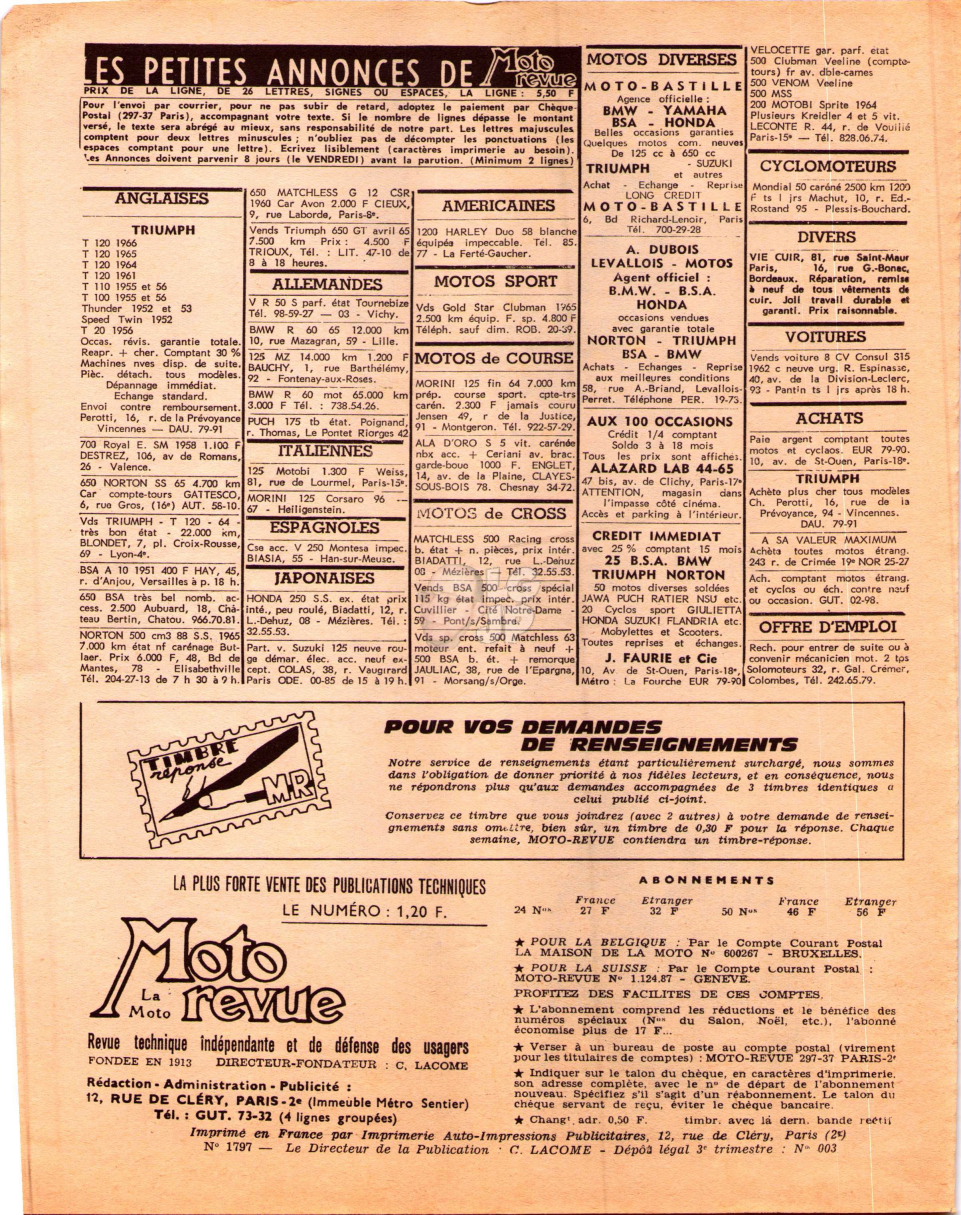 LES PETITES ANNONCES DE Moto revue
PRIX DE LA LIGNE, DE 26 LETTRES, SIGNES OU ESPACES, LA LIGNE : 5,50 F
Pour l'envoi par courrier, pour ne pas subir de retard, adoptez le paiement par Chèque-
Postal (297-37 Paris), accompagnant votre texte. Si le nombre de lignes dépasse le montant
versé, le texte sera abrégé au mieux, sans responsabilité de notre part. Les lettres majuscules
comptent pour deux lettres minuscules ; n'oubliez pas de décompter les ponctuations (les
espaces comptant pour une lettre). Ecrivez lisiblement (caractères imprimerie au besoin).
Les Annonces doivent parvenir 8 jours (le VENDREDI) avant la parution. (Minimum 2 lignes)
ANGLAISES
TRIUMPH
T 120 1966
T 120 1965
T 120 1964
T 120 1961
T 110 1955 et 56
T 100 1955 et 56
Thunder 1952 et 53
Speed Twin 1952
T 20 1956
Occas. révis. garantie totale.
Reapr. + cher. Comptant 30 %
Machines nves disp. de suite.
Pièc. détach. tous modèles.
Dépannage immédiat.
Echange standard.
Envoi contre remboursement.
Perotti, 16, r. de la Prévoyance
Vincennes — DAU. 79-91
700 Royal E. SM 1958 1.100 F
DESTREZ, 106, av de Romans,
26 - Valence.
650 NORTON SS 65 4.700 km
Car compte-tours GATTESCO,
6, rue Gros, (16e) AUT. 58-10.
Vds TRIUMPH - T 120 - 64 -
très bon état - 22.000 km,
BLONDET, 7, pl. Croix-Rousse,
69 - Lyon-4e.
BSA A 10 1951 400 F HAY, 45,
r. d'Anjou, Versailles à p. 18 h.
650 BSA très bel nomb. ac-
cess. 2.500 Aubuard, 18, Châ-
teau Bertin, Chatou. 966.70.81.
NORTON 500 cm3 88 S.S. 1965
7.000 km état nf carénage But-
laer. Prix 6.000 F, 48, Bd de
Mantes, 78 - Elisabethville
Tél. 204-27-13 de 7 h 30 à 9 h.
650 MATCHLESS G 12 CSR
1960 Car Avon 2.000 F CIEUX,
9, rue Laborde, Paris-8e.
Vends Triumph 650 GT avril 65
7.500 km Prix : 4.500 F
TRIOUX, Tél. : LIT. 47-10 de
8 à 18 heures.
ALLEMANDES
V R 50 S parf. état Tournebize
Tél. 98-59-27 — 03 - Vichy.
BMW R 60 65 12.000 km
10, rue Mazagran, 59 - Lille.
125 MZ 14.000 km 1.200 F
BAUCHY, 1, rue Barthélémy,
92 - Fontenay-aux-Roses.
BMW R 60 mot 65.000 km
3.000 F Tél. : 738.54.26.
PUCH 175 tb état. Poignand,
r. Thomas, Le Pontet Riorges 42
ITALIENNES
125 Motobi 1.300 F Weiss,
81, rue de Lourmel, Paris-15e.
MORINI 125 Corsaro 96 —
67 - Heiligenstein.
ESPAGNOLES
Cse acc. V 250 Montesa impec.
BIASIA, 55 - Han-sur-Meuse.
JAPONAISES
HONDA 250 S.S. ex. état prix
inté., peu roulé, Biadatti, 12, r.
L.-Dehuz, 08 - Mézières. Tél. :
32.55.53.
Part. v. Suzuki 125 neuve rou-
ge démar. élec. acc. neuf ex-
cept. COLAS, 38, r. Vaugirard
Paris ODE. 00-85 de 15 à 19 h.
AMERICAINES
1200 HARLEY Duo 58 blanche
équipée impeccable. Tél. 85.
77 - La Ferté-Gaucher.
MOTOS SPORT
Vds Gold Star Clubman 1965
2.500 km équip. F. sp. 4.800 F
Téléph. sauf dim. ROB. 20-39.
MOTOS de COURSE
MORINI 125 fin 64 7.000 km
prép. course sport. cpte-trs
carén. 2.300 F jamais couru
Jensen 49, r de la Justice,
91 - Montgeron. Tél. 922-57-29.
ALA D'ORO S 5 vit. carénée
nbx acc. + Ceriani av. brac.
garde-boue 1000 F. ENGLET,
14, av. de la Plaine, CLAYES-
SOUS-BOIS 78. Chesnay 34-72.
MOTOS de CROSS
MATCHLESS 500 Racing cross
b. état + n. pièces, prix intér.
BIADATTI, 12, rue L.-Dehuz
08 - Mézières - Tél. 32.55.53.
Vends BSA 500 cross spécial
115 kg état impec. prix intér.
Cuvillier - Cité Notre-Dame -
59 - Pont/s/Sambre.
Vds sp. cross 500 Matchless 63
moteur ent. refait à neuf +
500 BSA b. ét. + remorque
JAULIAC, 38, rue de l'Epargna,
91 - Morsang/s/Orge.
MOTOS DIVERSES
MOTO-BASTILLE
Agence officielle :
BMW - YAMAHA
BSA - HONDA
Belles occasions garanties
Quelques motos com. neuves
De 125 cc à 650 cc
TRIUMPH - SUZUKI
et autres
Achat - Echange - Reprise
LONG CREDIT
MOTO-BASTILLE
6, Bd Richard-Lenoir, Paris
Tél. 700-29-28
A. DUBOIS
LEVALLOIS - MOTOS
Agent officiel :
B.M.W. - B.S.A.
HONDA
occasions vendues
avec garantie totale
NORTON - TRIUMPH
BSA - BMW
Achats - Echanges - Reprise
aux meilleures conditions
58, rue A.-Briand, Levallois-
Perret. Téléphone PER. 19-73.
AUX 100 OCCASIONS
Crédit 1/4 comptant
Soldo 3 à 18 mois
Tous les prix sont affichés.
ALAZARD LAB 44-65
47 bis, av. de Clichy, Paris-17e
ATTENTION, magasin dans
l'impasse côté cinéma.
Accès et parking à l'intérieur.
CREDIT IMMEDIAT
avec 25 % comptant 15 mois
25 B.S.A. BMW
TRIUMPH NORTON
50 motos diverses soldées
JAWA PUCH RATIER NSU etc.
20 Cyclos sport GIULIETTA
HONDA SUZUKI FLANDRIA etc.
Mobylettes et Scooters.
Toutes reprises et échanges.
J. FAURIE et Cie
10, Av de St-Ouen, Paris-18e,
Métro : La Fourche EUR 79-90
VELOCETTE gar. parf. état
500 Clubman Veeline (compte-
tours) fr av. dble-cames
500 VENOM Veeline
500 MSS
200 MOTOBI Sprite 1964
Plusieurs Kreidler 4 et 5 vit.
LECONTE R. 44, r. de Vouillé
Paris-15e — Tél. 828.06.74.
CYCLOMOTEURS
Mondial 50 caréné 2500 km 1200
F ts l jrs Machut, 10, r. Ed.-
Rostand 95 - Plessis-Bouchard.
DIVERS
VIE CUIR, 81, rue Saint-Maur
Paris, 16, rue G.-Bonac,
Bordeaux. Réparation, remise
à neuf de tous vêtements de
cuir. Joli travail durable et
garanti. Prix raisonnable.
VOITURES
Vends voiture 8 CV Consul 315
1962 c neuve urg. R. Espinasse,
40, av. de la Division-Leclerc,
93 - Pantin ts l jrs après 18 h.
ACHATS
Paie argent comptant toutes
motos et cyclaos. EUR 79-90.
10, av. de St-Ouen, Paris-18e.
TRIUMPH
Achète plus cher tous modèles
Ch. Perotti, 16, rue de la
Prévoyance, 94 - Vincennes.
DAU. 79-91
A SA VALEUR MAXIMUM
Achète toutes motos étrang.
243 r. de Crimée 19e NOR 25-27
Ach. comptant motos étrang.
et cyclos ou éch. contre nouf
ou occasion. GUT. 02-98.
OFFRE D'EMPLOI
Rech. pour entrer de suite ou à
convenir mécanicien mot. 2 tps
Solomoteurs 32, r. Gal. Crémer,
Colombes, Tél. 242.65.79.
TIMBRE
réponse
MR
POUR VOS DEMANDES
DE RENSEIGNEMENTS
Notre service de renseignements étant particulièrement surchargé, nous sommes
dans l'obligation de donner priorité à nos fidèles lecteurs, et en conséquence, nous
ne répondrons plus qu'aux demandes accompagnées de 3 timbres identiques a
celui publié ci-joint.
Conservez ce timbre que vous joindrez (avec 2 autres) à votre demande de rensei-
gnements sans omettre, bien sûr, un timbre de 0,30 F pour la réponse. Chaque
semaine, MOTO-REVUE contiendra un timbre-réponse.
LA PLUS FORTE VENTE DES PUBLICATIONS TECHNIQUES
LE NUMÉRO : 1,20 F.
Moto revue
La
Moto
Revue technique indépendante et de défense des usagers
FONDEE EN 1913 DIRECTEUR-FONDATEUR : C. LACOME
Rédaction - Administration - Publicité :
12, RUE DE CLÉRY, PARIS-2e (Immeuble Métro Sentier)
Tél. : GUT. 73-32 (4 lignes groupées)
ABONNEMENTS
France Etranger France Etranger
24 Nos 27 F 32 F 50 Nos 46 F 56 F
★ POUR LA BELGIQUE : Par le Compte Courant Postal
LA MAISON DE LA MOTO No 600267 - BRUXELLES.
★ POUR LA SUISSE : Par le Compte Courant Postal :
MOTO-REVUE No 1.124.87 - GENEVE.
PROFITEZ DES FACILITES DE CES COMPTES.
★ L'abonnement comprend les réductions et le bénéfice des
numéros spéciaux (Nos du Salon, Noël, etc.), l'abonné
économise plus de 17 F...
★ Verser à un bureau de poste au compte postal (virement
pour les titulaires de comptes) : MOTO-REVUE 297-37 PARIS-2e
★ Indiquer sur le talon du chèque, en caractères d'imprimerie,
son adresse complète, avec le no de départ de l'abonnement
nouveau. Spécifiez s'il s'agit d'un réabonnement. Le talon du
chèque servant de reçu, éviter le chèque bancaire.
★ Changt. adr. 0,50 F. timbr. avec la dern. bande rectif
Imprimé en France par Imprimerie Auto-Impressions Publicitaires, 12, rue de Cléry, Paris (2e)
No 1797 — Le Directeur de la Publication : C. LACOME - Dépôt légal 3e trimestre : No 003